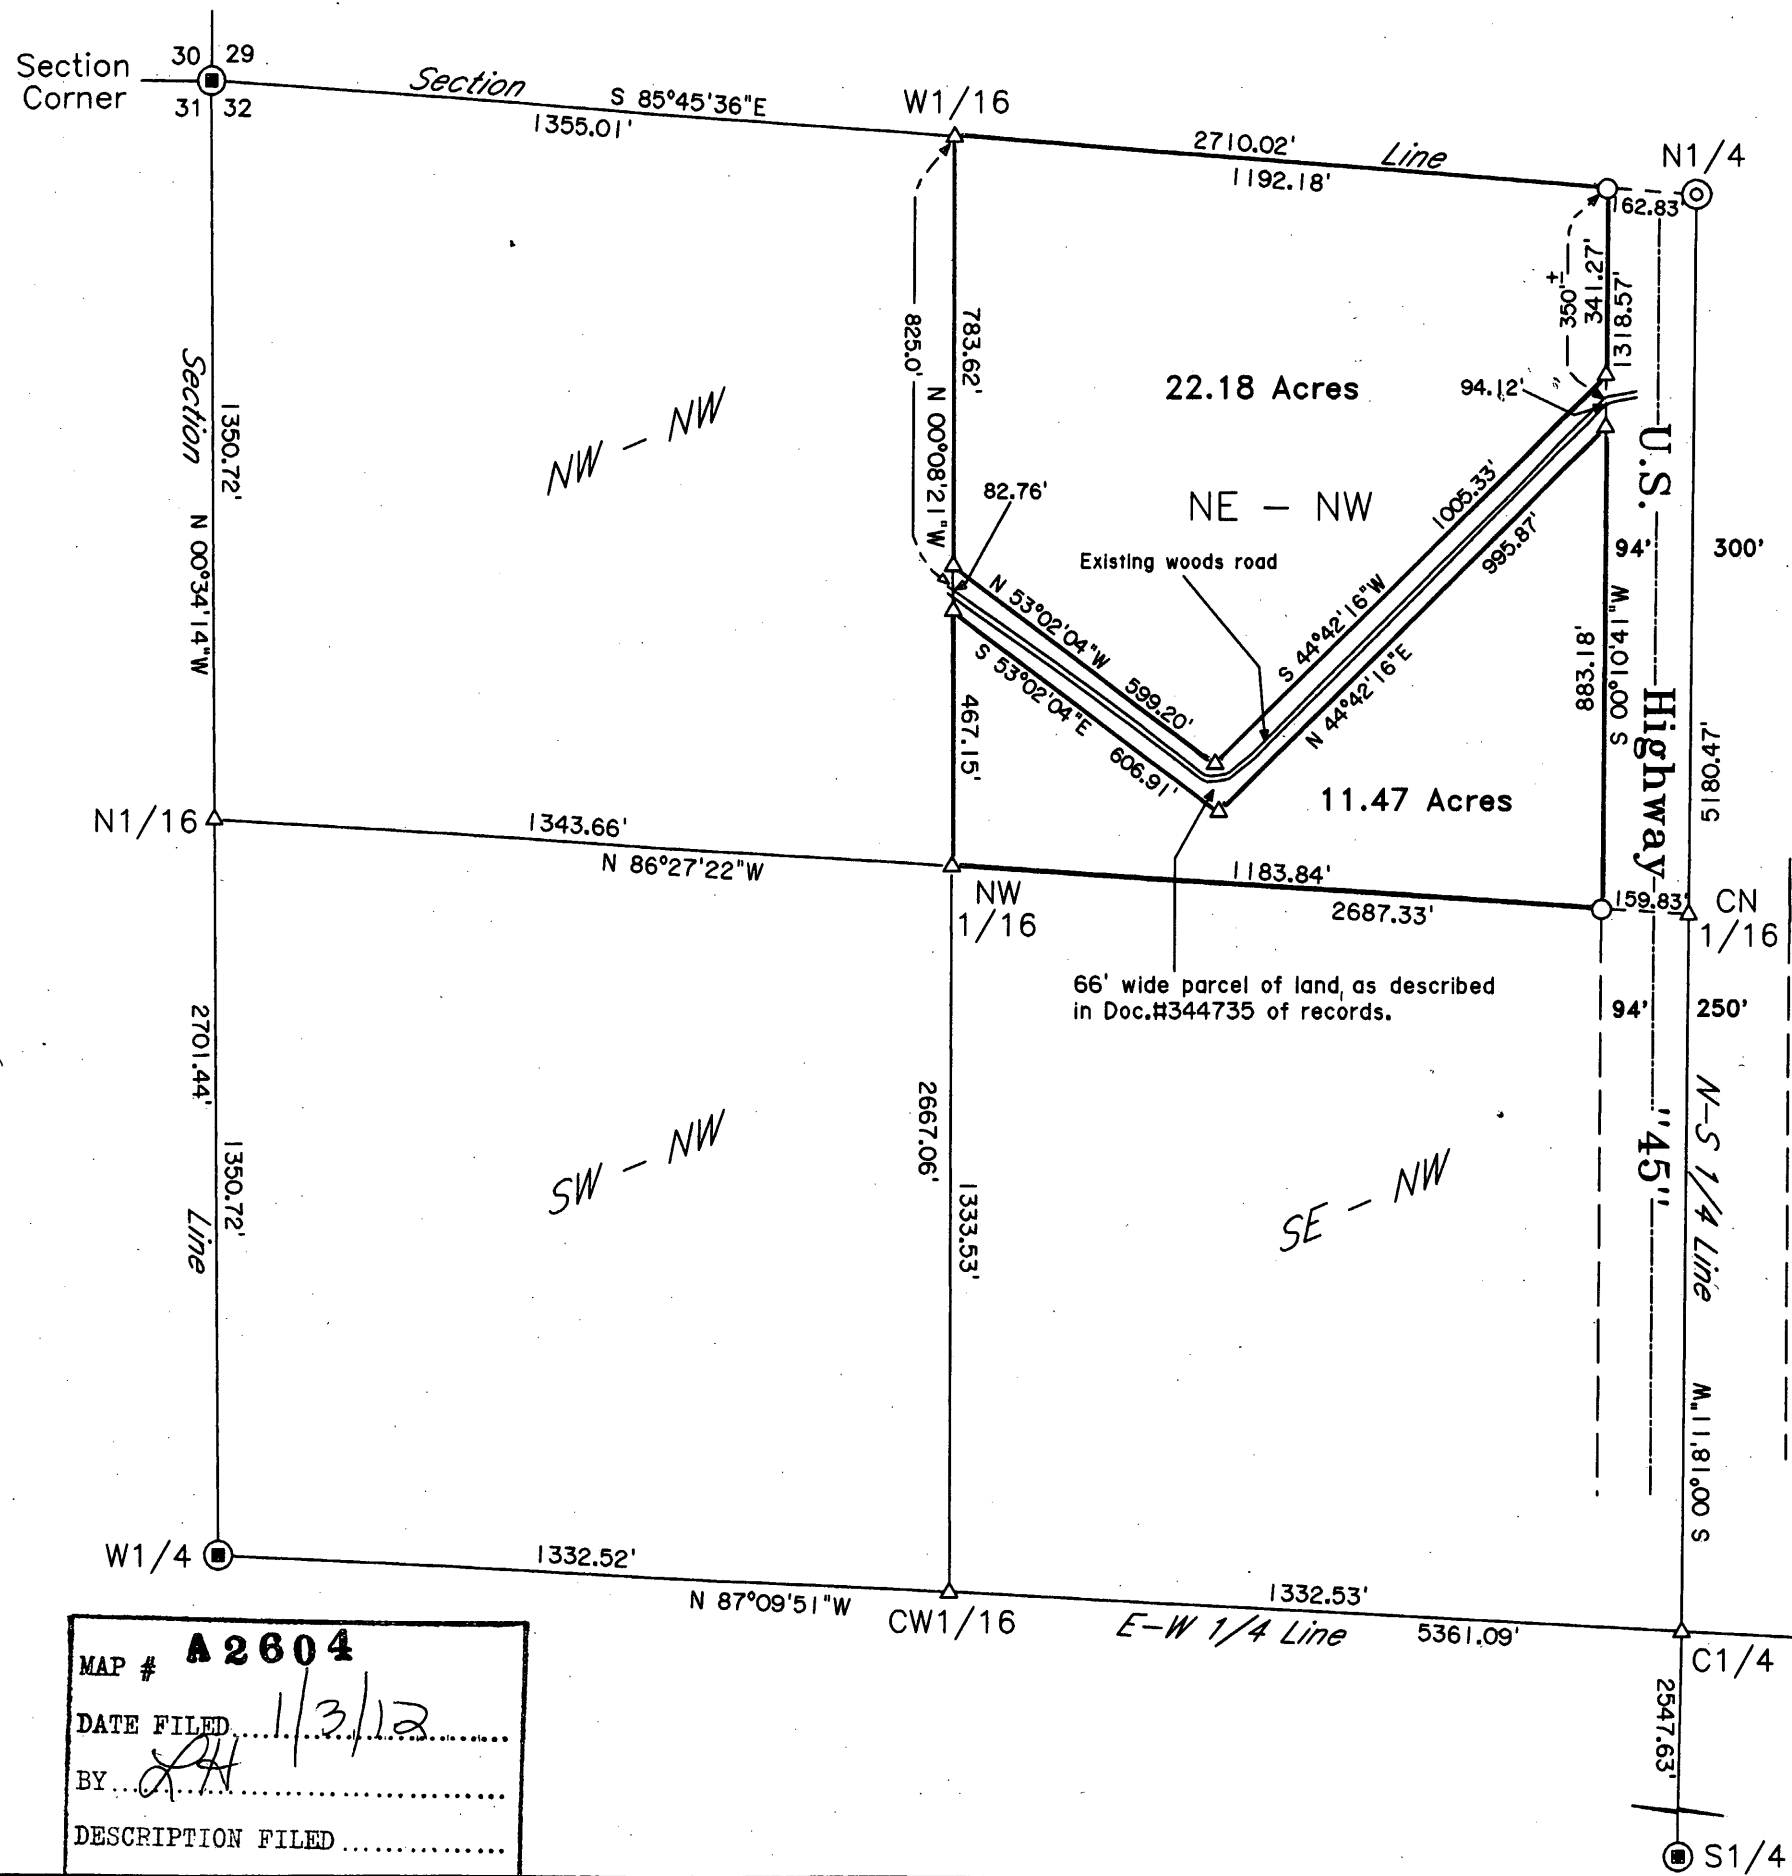 30 29
Section
Corner
31 32
Section
S 85°45'36"E
1355.01'
W1/16
2710.02'
Line
1192.18'
N1/4
162.83'
341.27'
350'±
1318.57'
783.62'
825.0'
N 00°08'21"W
22.18 Acres
94.12'
U.S. Highway "45"
Section
1350.72'
N 00°34'14"W
NW - NW
82.76'
NE - NW
1005.33'
995.87'
94'
300'
Existing woods road
N 53°02'04"W
599.20'
S 44°42'16"W
N 44°42'16"E
S 53°02'04"E
606.91'
883.18'
S 00°10'41"W
467.15'
5180.47'
11.47 Acres
N1/16
1343.66'
N 86°27'22"W
1183.84'
2687.33'
159.83'
NW
1/16
CN
1/16
66' wide parcel of land, as described
in Doc.#344735 of records.
94'
250'
2701.44'
2667.06'
N-S 1/4 Line
SW - NW
SE - NW
1350.72'
1333.53'
Line
S 00°18'11"W
W1/4
1332.52'
N 87°09'51"W
CW1/16
1332.53'
E-W 1/4 Line
5361.09'
C1/4
2547.63'
S1/4
MAP # A2604
DATE FILED 1/3/12
BY LH
DESCRIPTION FILED